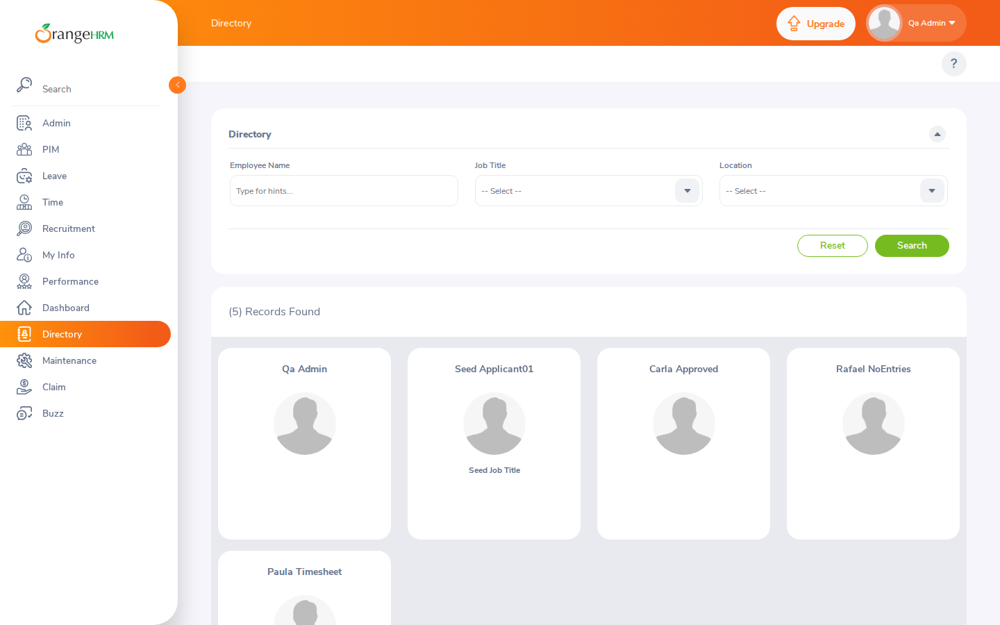 Directory
Upgrade
Qa Admin
OrangeHRM
?
Search
Admin
PIM
Leave
Time
Recruitment
My Info
Performance
Dashboard
Directory
Maintenance
Claim
Buzz
Directory
Employee Name
Job Title
Location
Type for hints...
-- Select --
-- Select --
Reset
Search
(5) Records Found
Qa Admin
Seed Applicant01
Carla Approved
Rafael NoEntries
Seed Job Title
Paula Timesheet